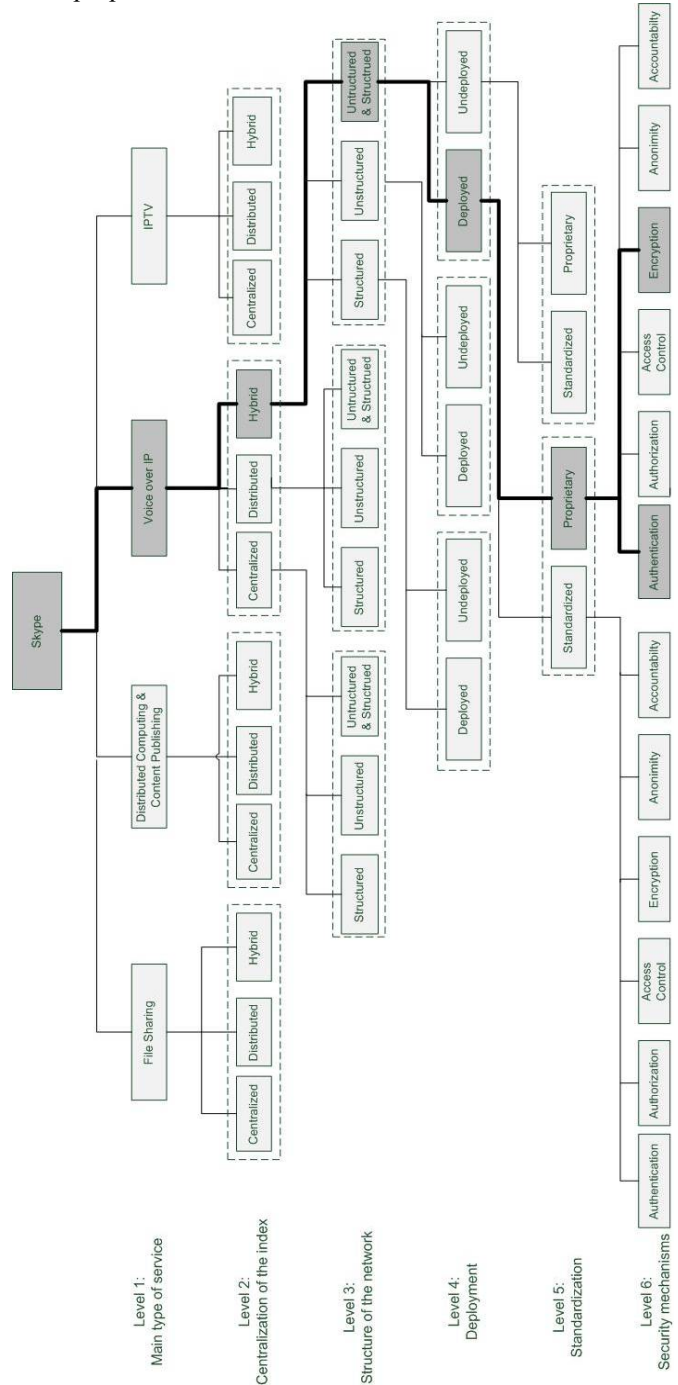 Skype
Level 1:
Main type of service
File Sharing
Distributed Computing &
Content Publishing
Voice over IP
IPTV
Level 2:
Centralization of the index
Centralized
Distributed
Hybrid
Centralized
Distributed
Hybrid
Centralized
Distributed
Hybrid
Centralized
Distributed
Hybrid
Level 3:
Structure of the network
Structured
Unstructured
Untructured
& Structrued
Structured
Unstructured
Untructured
& Structrued
Structured
Unstructured
Untructured
& Structrued
Level 4:
Deployment
Deployed
Undeployed
Deployed
Undeployed
Deployed
Undeployed
Level 5:
Standardization
Standardized
Proprietary
Standardized
Proprietary
Level 6:
Security mechanisms
Authentication
Authorization
Access
Control
Encryption
Anonimity
Accountabilty
Authentication
Authorization
Access
Control
Encryption
Anonimity
Accountabilty